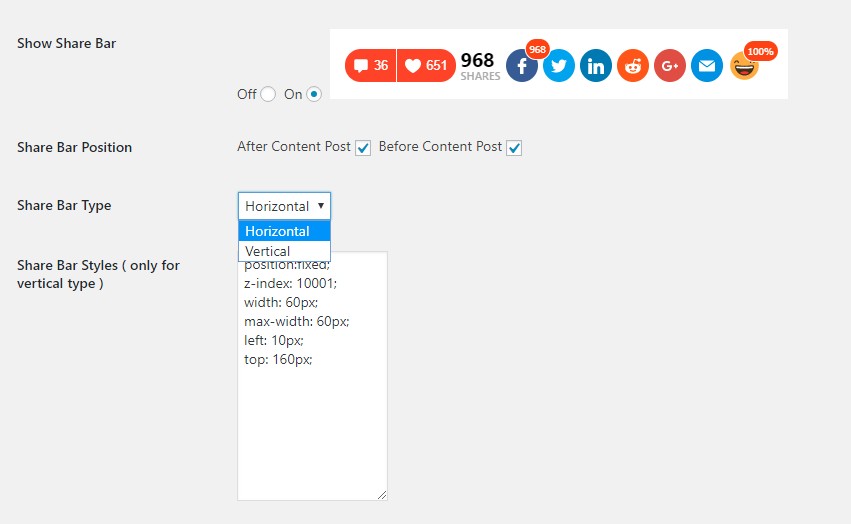 Show Share Bar
36 651 968 SHARES 968 f in G+ 100%
Off On
Share Bar Position
After Content Post Before Content Post
Share Bar Type
Horizontal
Horizontal
Vertical
Share Bar Styles ( only for
vertical type )
position:fixed;
z-index: 10001;
width: 60px;
max-width: 60px;
left: 10px;
top: 160px;